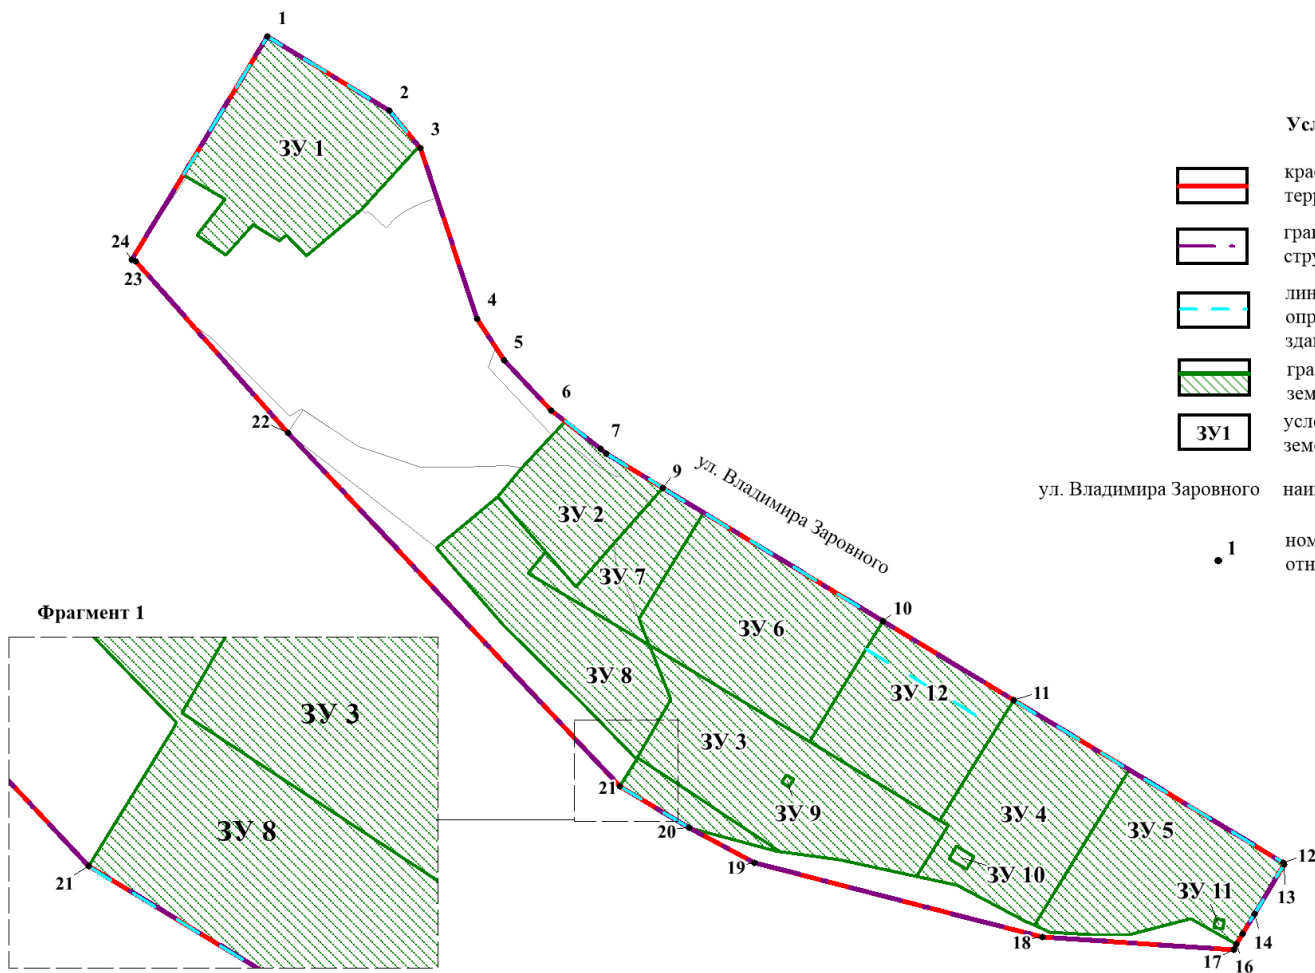 1
2
3
ЗУ 1
24
23
4
5
6
7
22
9
ул. Владимира Заровного
ЗУ 2
ЗУ 7
10
ЗУ 6
ЗУ 8
ЗУ 12
11
ЗУ 3
21
ЗУ 9
20
ЗУ 4
ЗУ 5
19
ЗУ 10
12
13
ЗУ 11
14
18
17
16
Фрагмент 1
ЗУ 3
ЗУ 8
21
ЗУ1
ул. Владимира Заровного
1